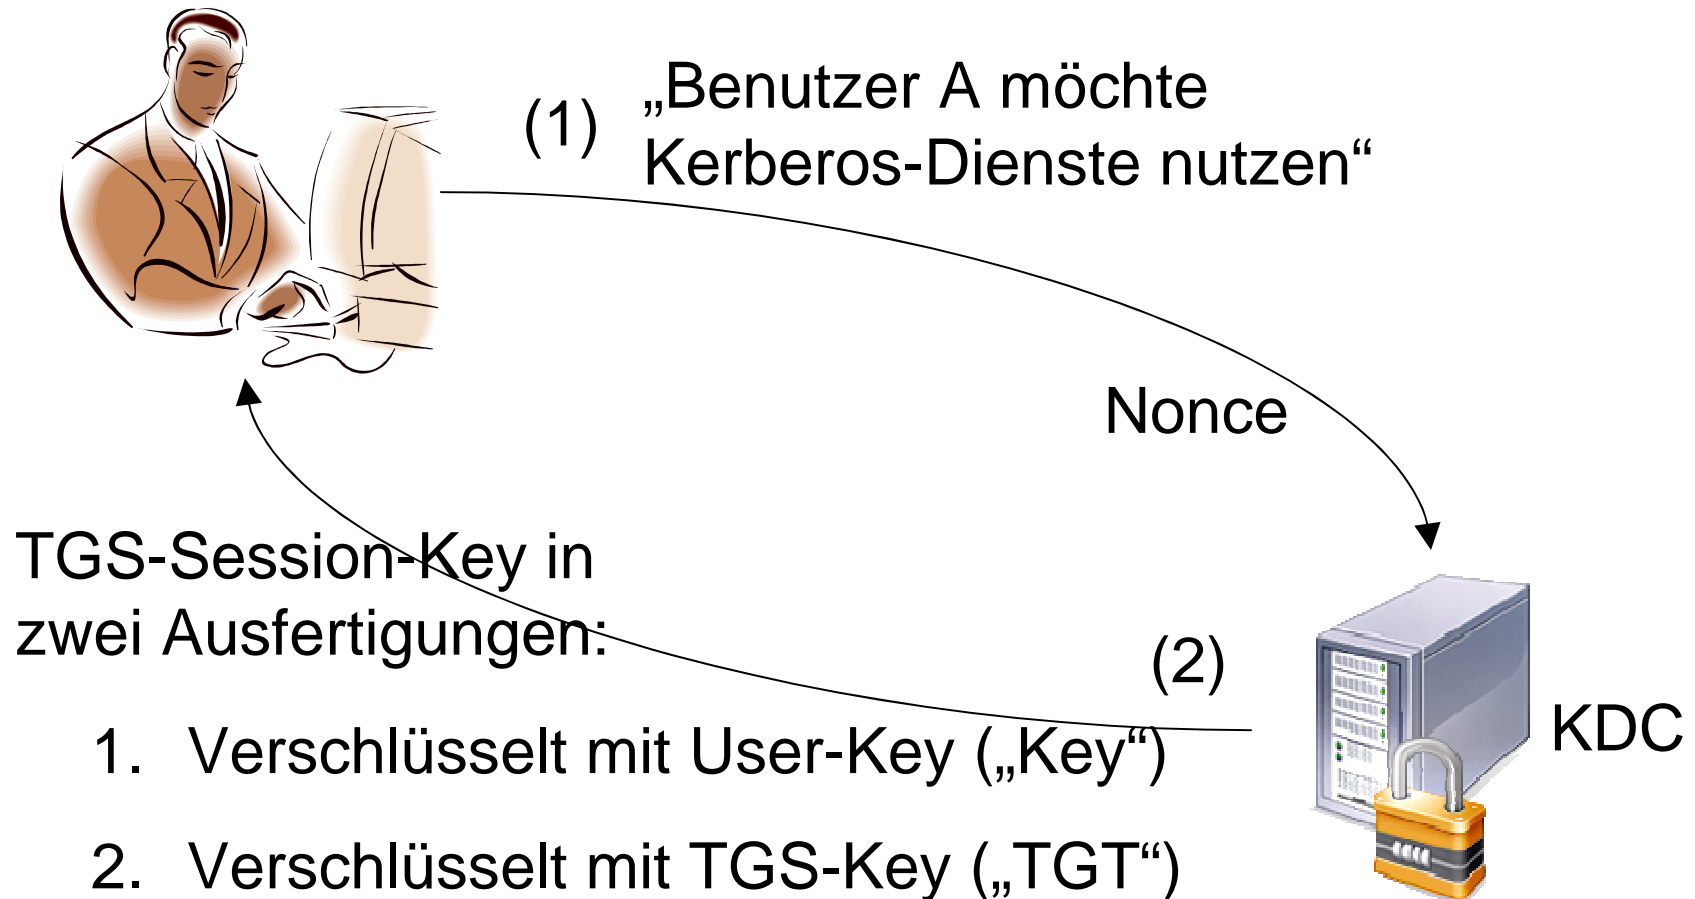 (1) „Benutzer A möchte
Kerberos-Dienste nutzen“
Nonce
TGS-Session-Key in
zwei Ausfertigungen:
(2)
KDC
1. Verschlüsselt mit User-Key („Key“)
2. Verschlüsselt mit TGS-Key („TGT“)